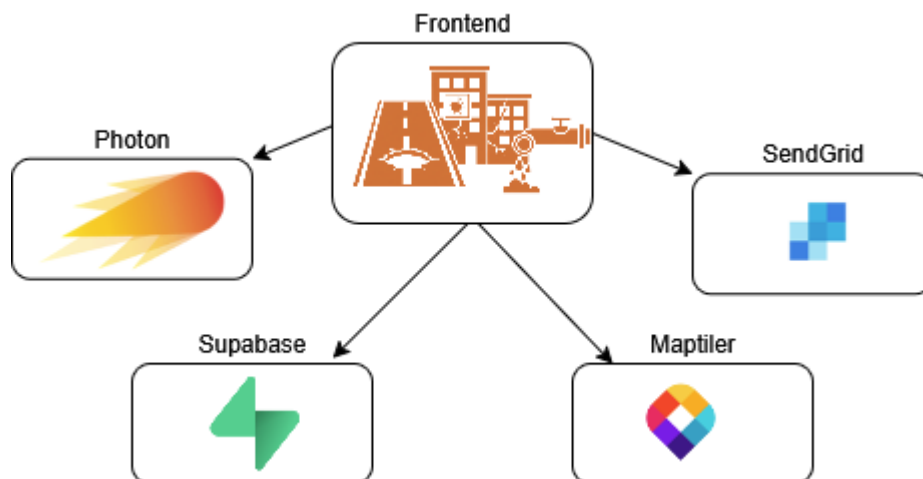 Frontend
Photon
SendGrid
Supabase
Maptiler